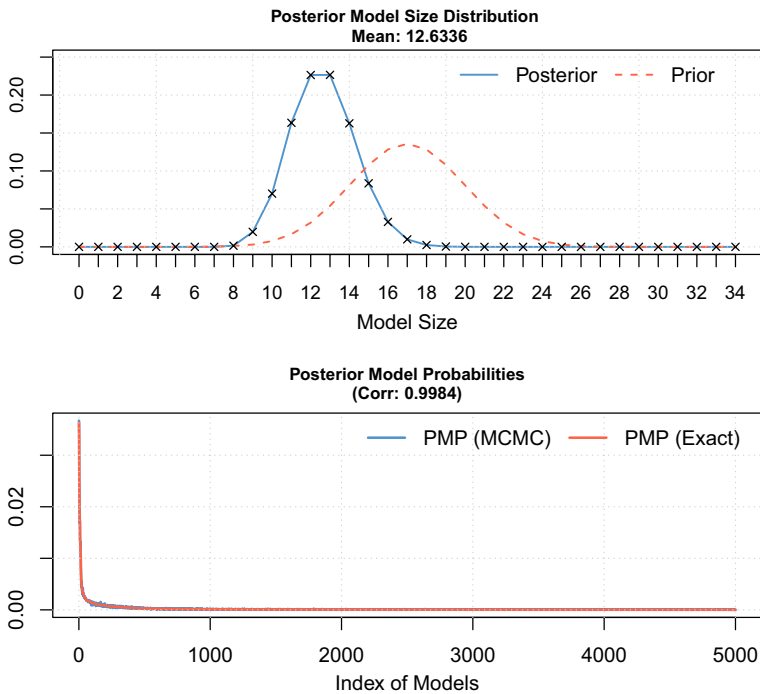 Posterior Model Size Distribution
Mean: 12.6336
Posterior Prior
0.20
0.10
0.00
0 2 4 6 8 10 12 14 16 18 20 22 24 26 28 30 32 34
Model Size
Posterior Model Probabilities
(Corr: 0.9984)
PMP (MCMC) PMP (Exact)
0.02
0.00
0 1000 2000 3000 4000 5000
Index of Models